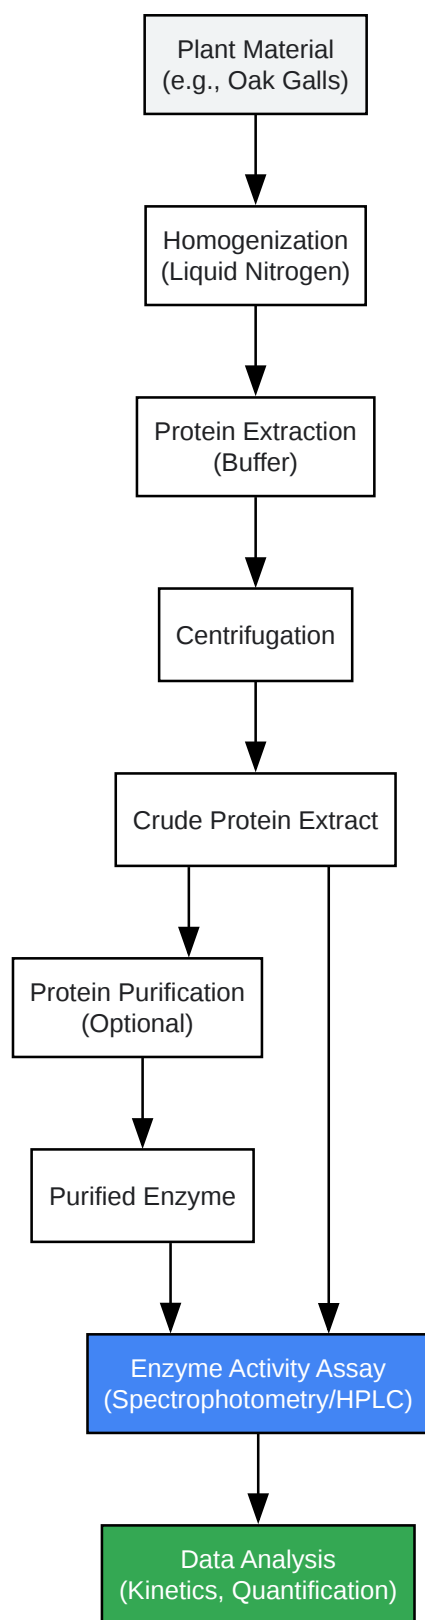 Plant Material
(e.g., Oak Galls)
Homogenization
(Liquid Nitrogen)
Protein Extraction
(Buffer)
Centrifugation
Crude Protein Extract
Protein Purification
(Optional)
Purified Enzyme
Enzyme Activity Assay
(Spectrophotometry/HPLC)
Data Analysis
(Kinetics, Quantification)